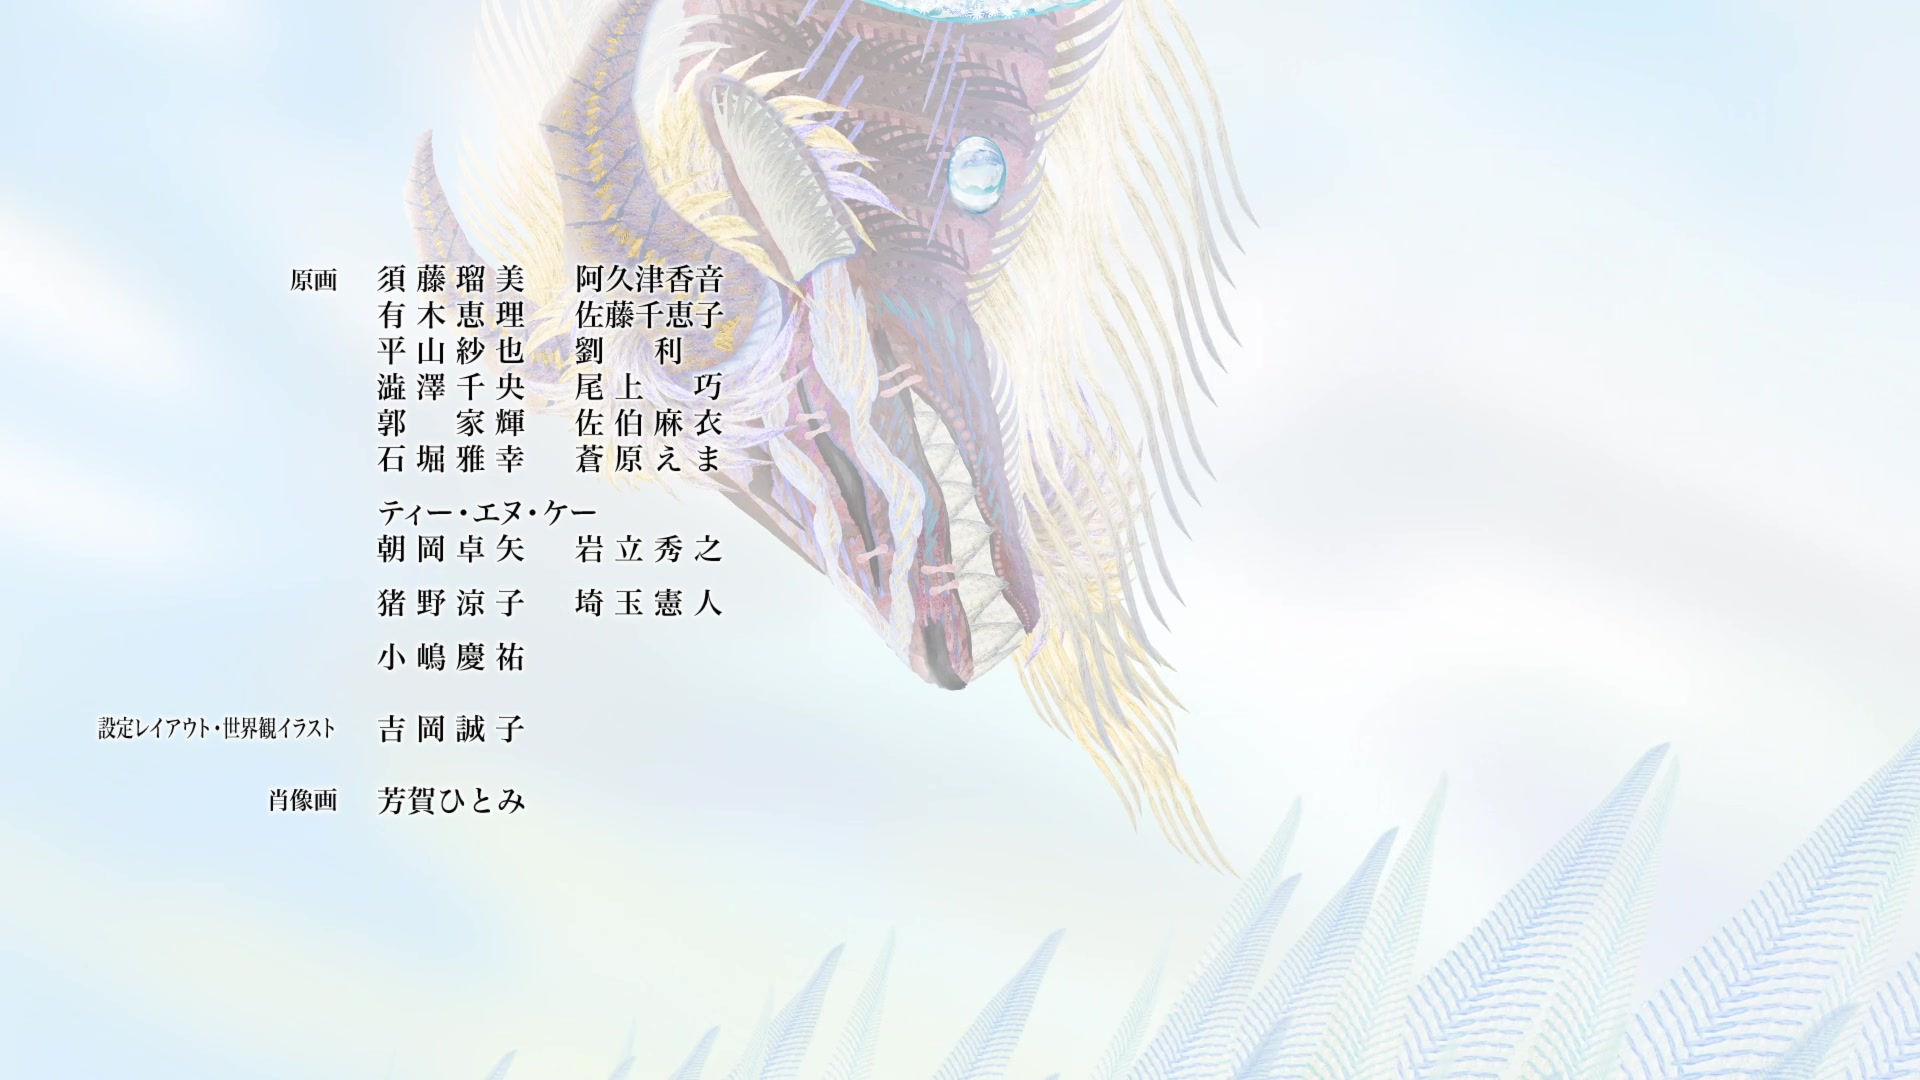 原画 須藤瑠美 阿久津香音
有木恵理 佐藤千恵子
平山紗也 劉利
澁澤千央 尾上巧
郭家輝 佐伯麻衣
石堀雅幸 蒼原えま
ティー・エヌ・ケー
朝岡卓矢 岩立秀之
猪野涼子 埼玉憲人
小嶋慶祐
設定レイアウト・世界観イラスト 吉岡誠子
肖像画 芳賀ひとみ